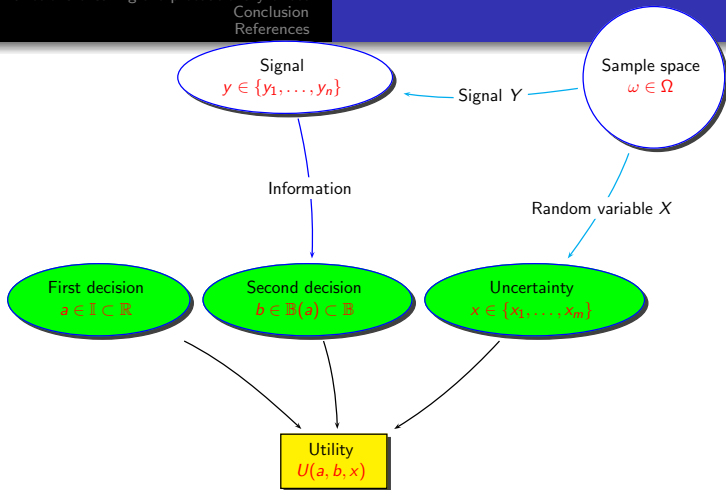 Conclusion
References
Signal
y ∈ {y₁, . . . , yₙ}
Sample space
ω ∈ Ω
Signal Y
Information
Random variable X
First decision
a ∈ 𝕀 ⊂ ℝ
Second decision
b ∈ 𝔹(a) ⊂ 𝔹
Uncertainty
x ∈ {x₁, . . . , xₘ}
Utility
U(a, b, x)